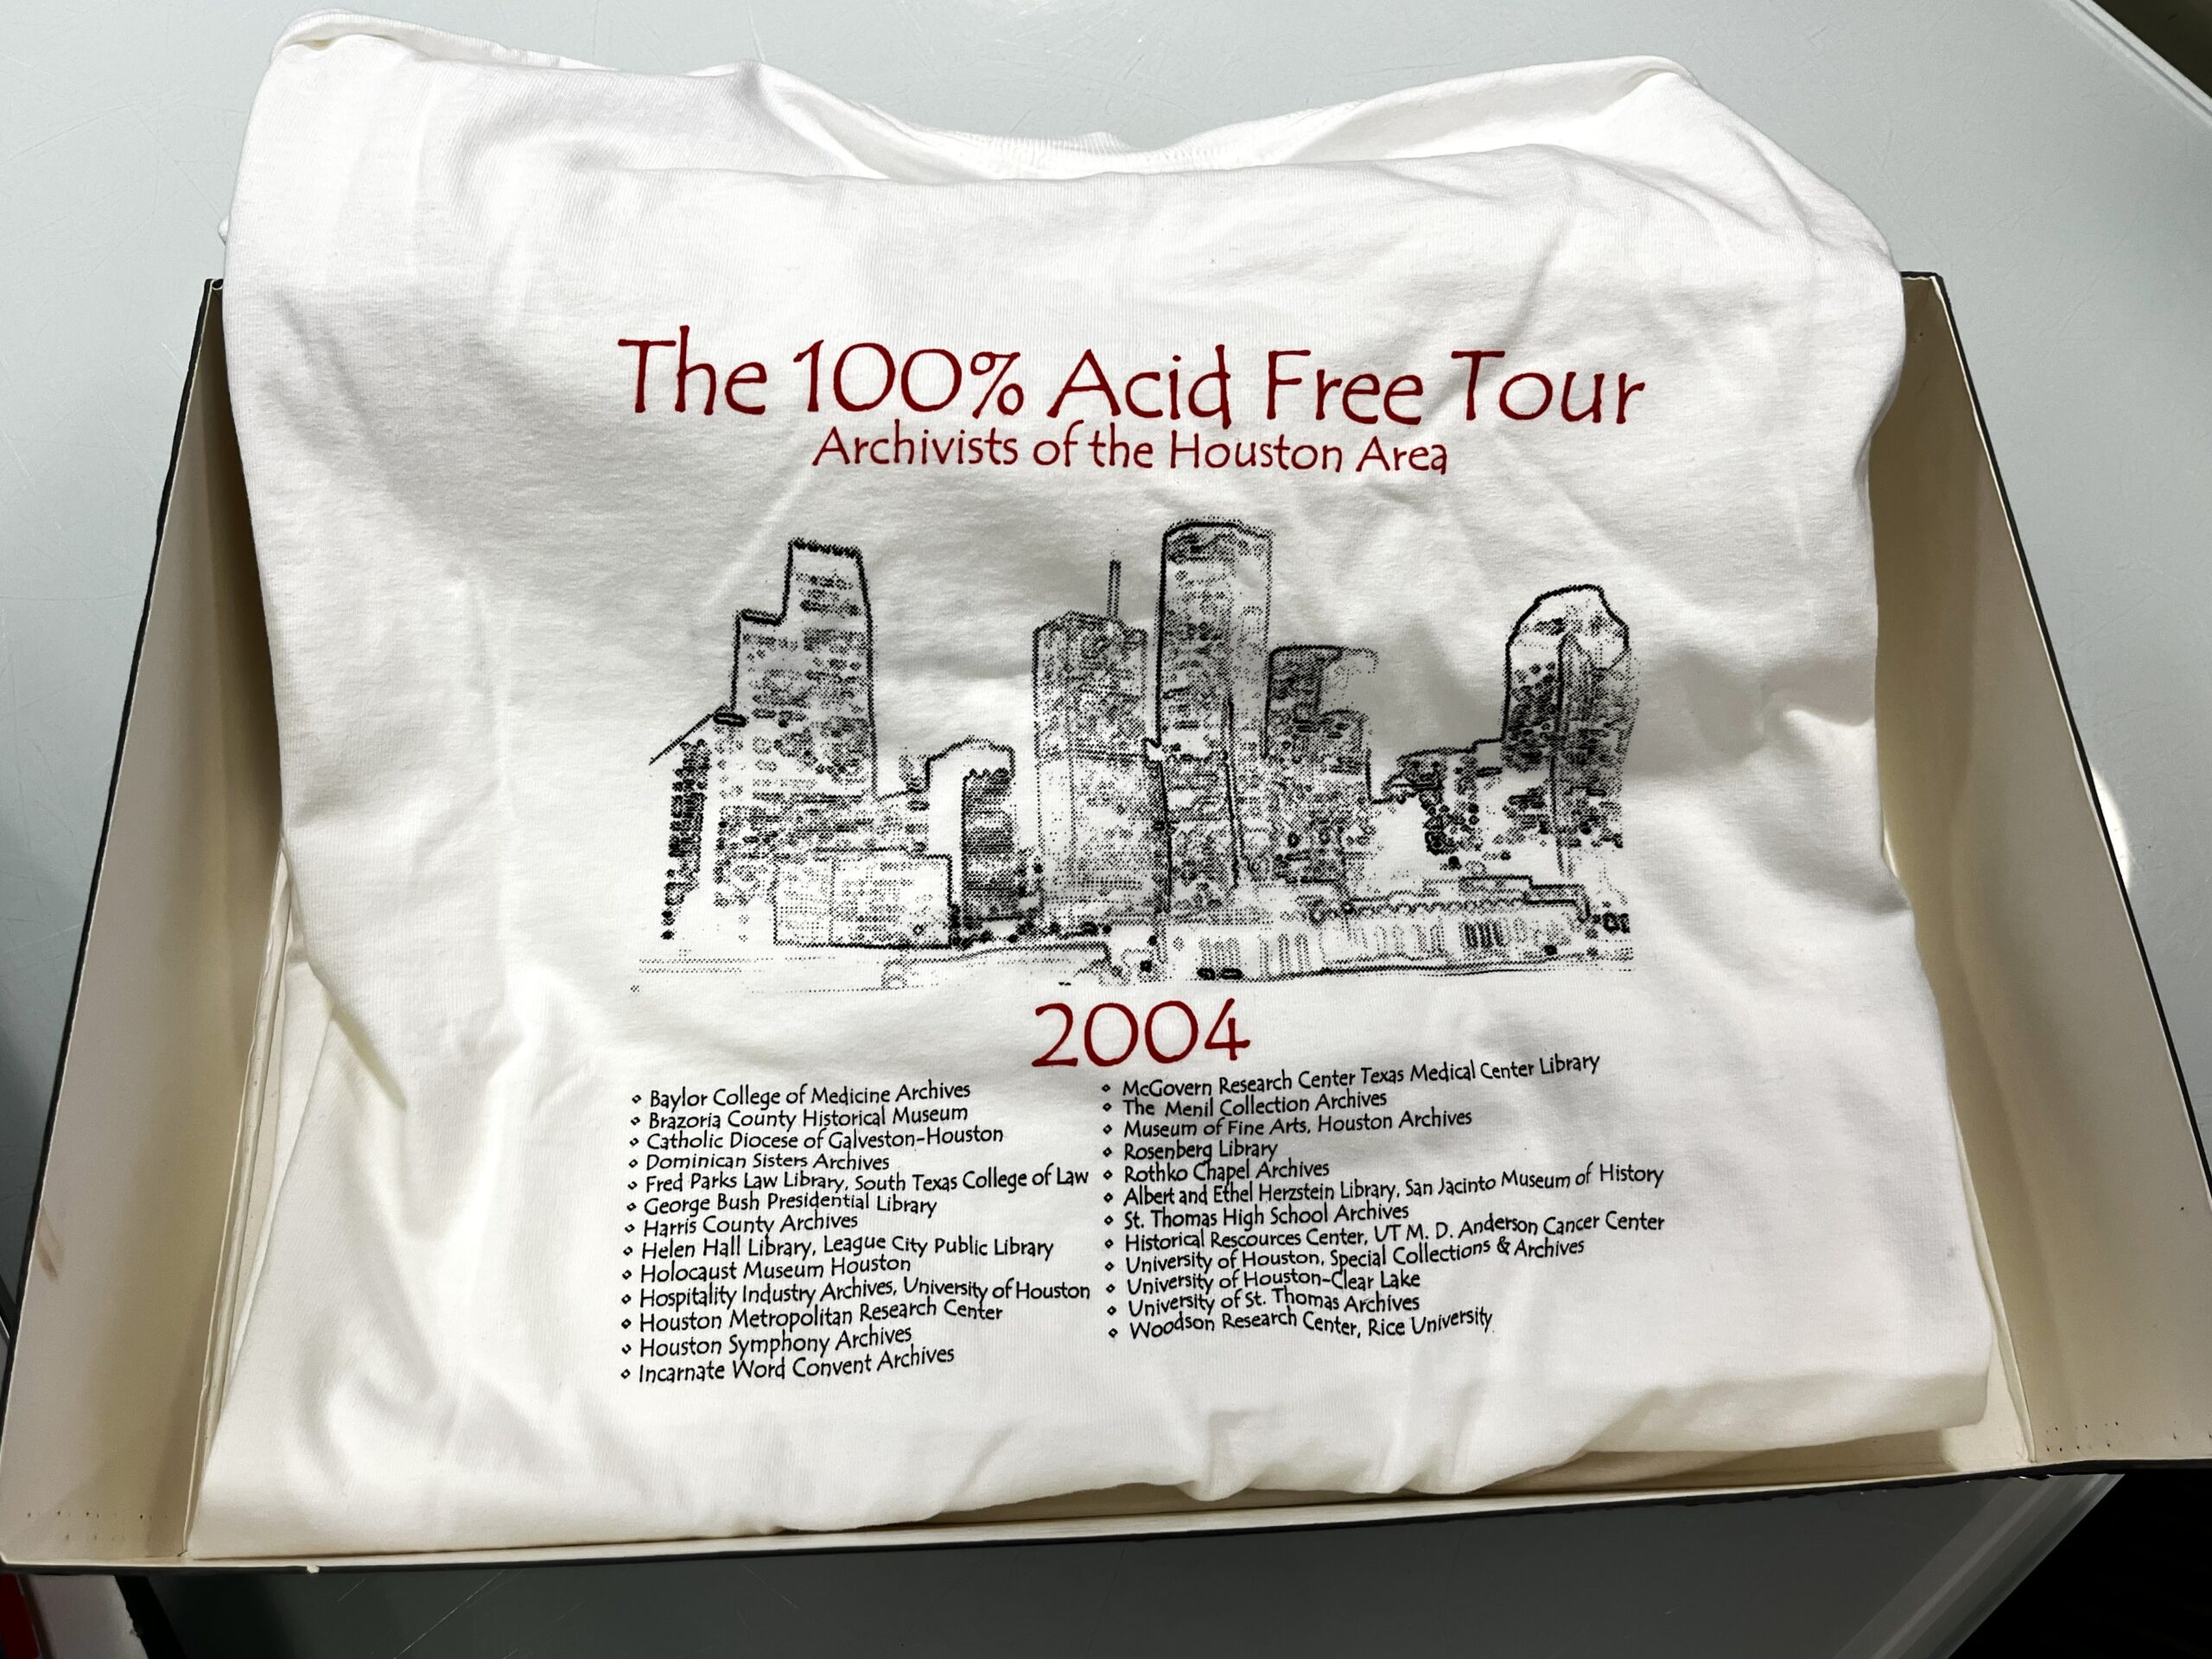 The 100% Acid Free Tour
Archivists of the Houston Area
2004
⋄ Baylor College of Medicine Archives
⋄ Brazoria County Historical Museum
⋄ Catholic Diocese of Galveston-Houston
⋄ Dominican Sisters Archives
⋄ Fred Parks Law Library, South Texas College of Law
⋄ George Bush Presidential Library
⋄ Harris County Archives
⋄ Helen Hall Library, League City Public Library
⋄ Holocaust Museum Houston
⋄ Hospitality Industry Archives, University of Houston
⋄ Houston Metropolitan Research Center
⋄ Houston Symphony Archives
⋄ Incarnate Word Convent Archives
⋄ McGovern Research Center Texas Medical Center Library
⋄ The Menil Collection Archives
⋄ Museum of Fine Arts, Houston Archives
⋄ Rosenberg Library
⋄ Rothko Chapel Archives
⋄ Albert and Ethel Herzstein Library, San Jacinto Museum of History
⋄ St. Thomas High School Archives
⋄ Historical Rescources Center, UT M. D. Anderson Cancer Center
⋄ University of Houston, Special Collections & Archives
⋄ University of Houston-Clear Lake
⋄ University of St. Thomas Archives
⋄ Woodson Research Center, Rice University